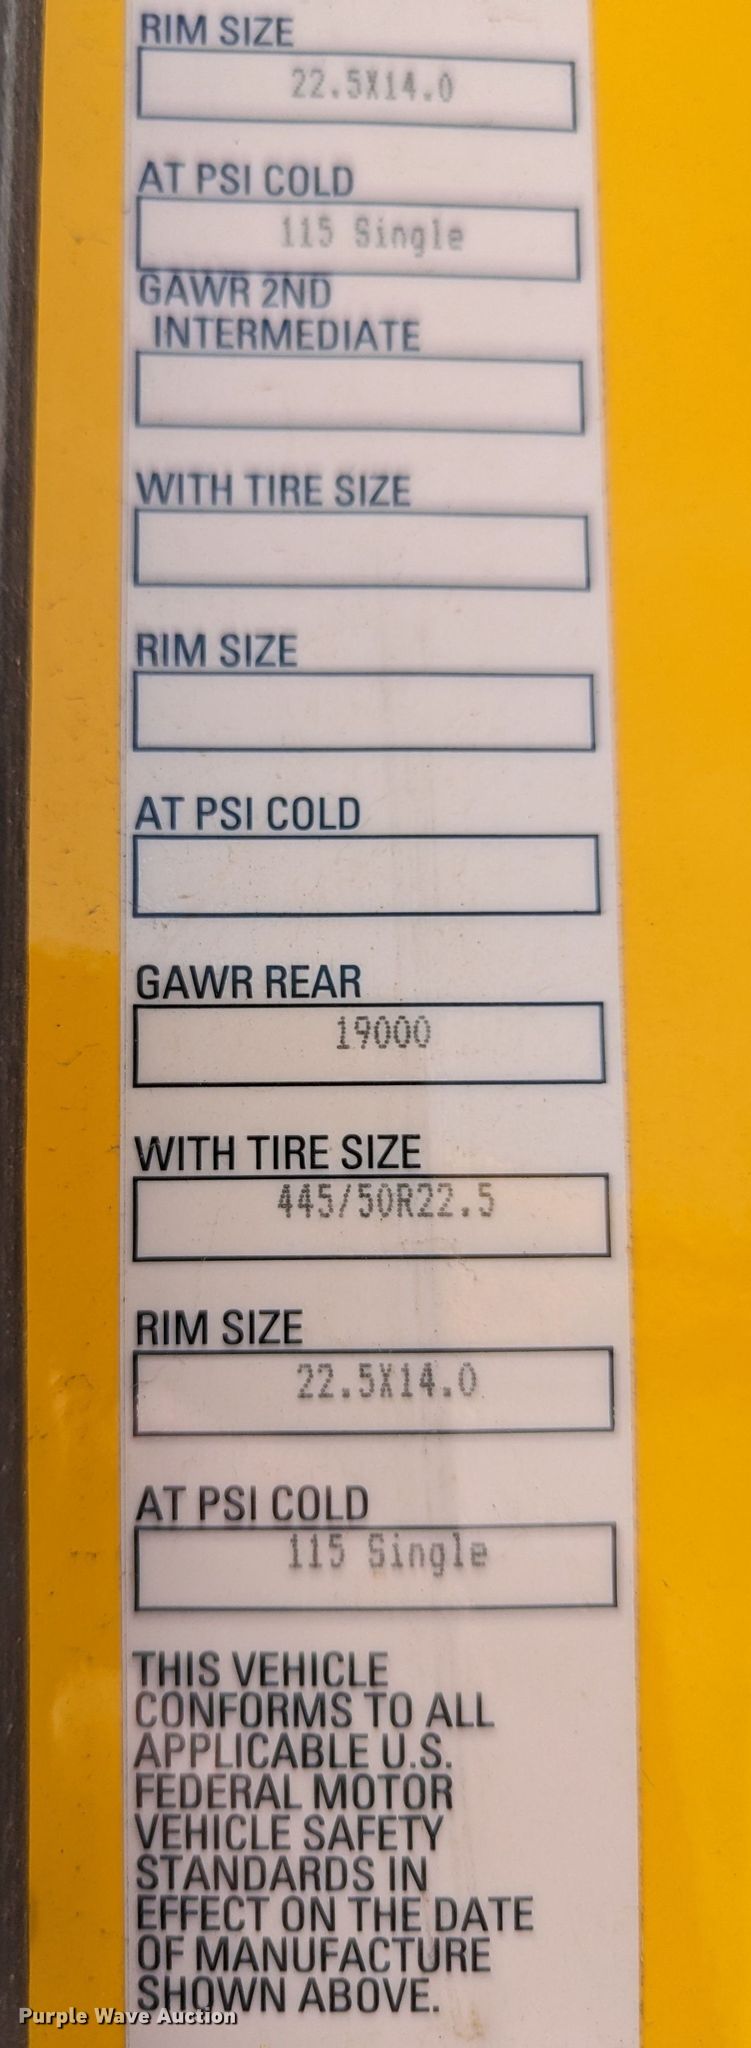 RIM SIZE
22.5X14.0
AT PSI COLD
115 Single
GAWR 2ND
INTERMEDIATE
WITH TIRE SIZE
RIM SIZE
AT PSI COLD
GAWR REAR
19000
WITH TIRE SIZE
445/50R22.5
RIM SIZE
22.5X14.0
AT PSI COLD
115 Single
THIS VEHICLE
CONFORMS TO ALL
APPLICABLE U.S.
FEDERAL MOTOR
VEHICLE SAFETY
STANDARDS IN
EFFECT ON THE DATE
OF MANUFACTURE
SHOWN ABOVE.
Purple Wave Auction